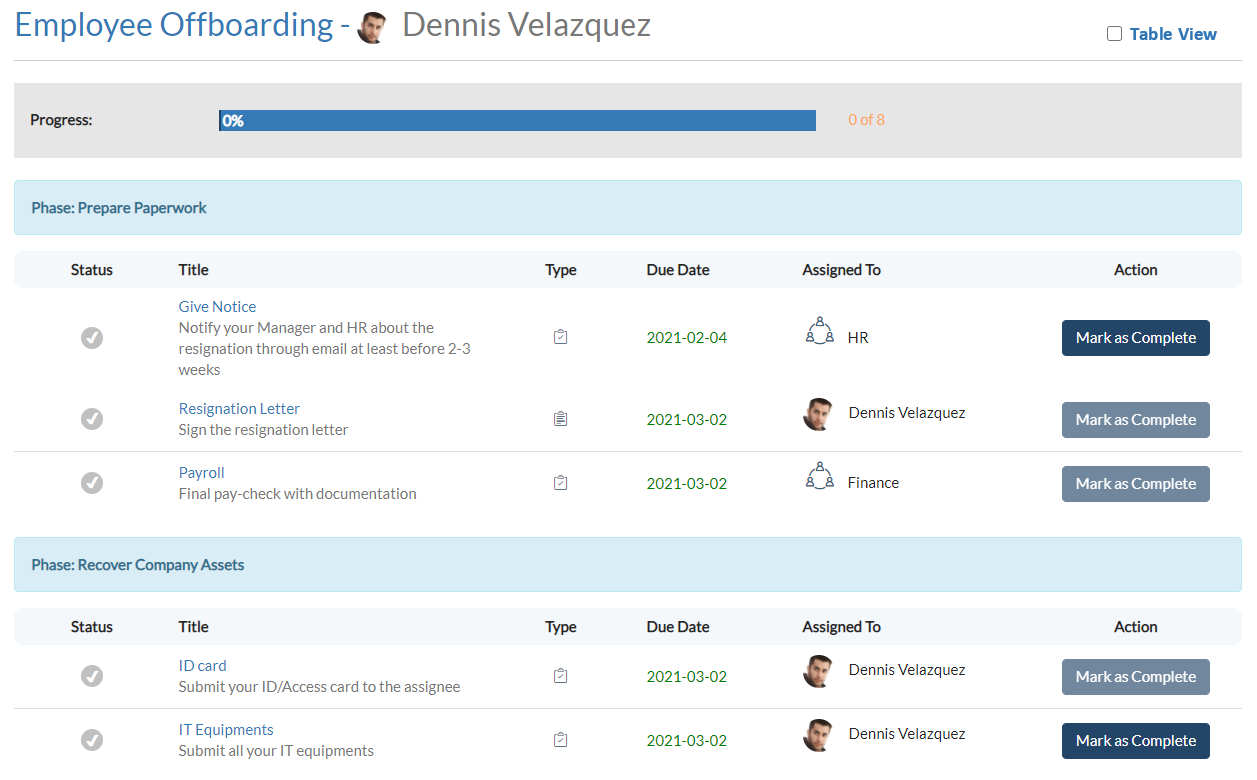 Employee Offboarding - Dennis Velazquez
Table View
Progress: 0% 0 of 8
Phase: Prepare Paperwork
Status Title Type Due Date Assigned To Action
Give Notice
Notify your Manager and HR about the
resignation through email at least before 2-3
weeks
2021-02-04 HR Mark as Complete
Resignation Letter
Sign the resignation letter
2021-03-02 Dennis Velazquez Mark as Complete
Payroll
Final pay-check with documentation
2021-03-02 Finance Mark as Complete
Phase: Recover Company Assets
Status Title Type Due Date Assigned To Action
ID card
Submit your ID/Access card to the assignee
2021-03-02 Dennis Velazquez Mark as Complete
IT Equipments
Submit all your IT equipments
2021-03-02 Dennis Velazquez Mark as Complete